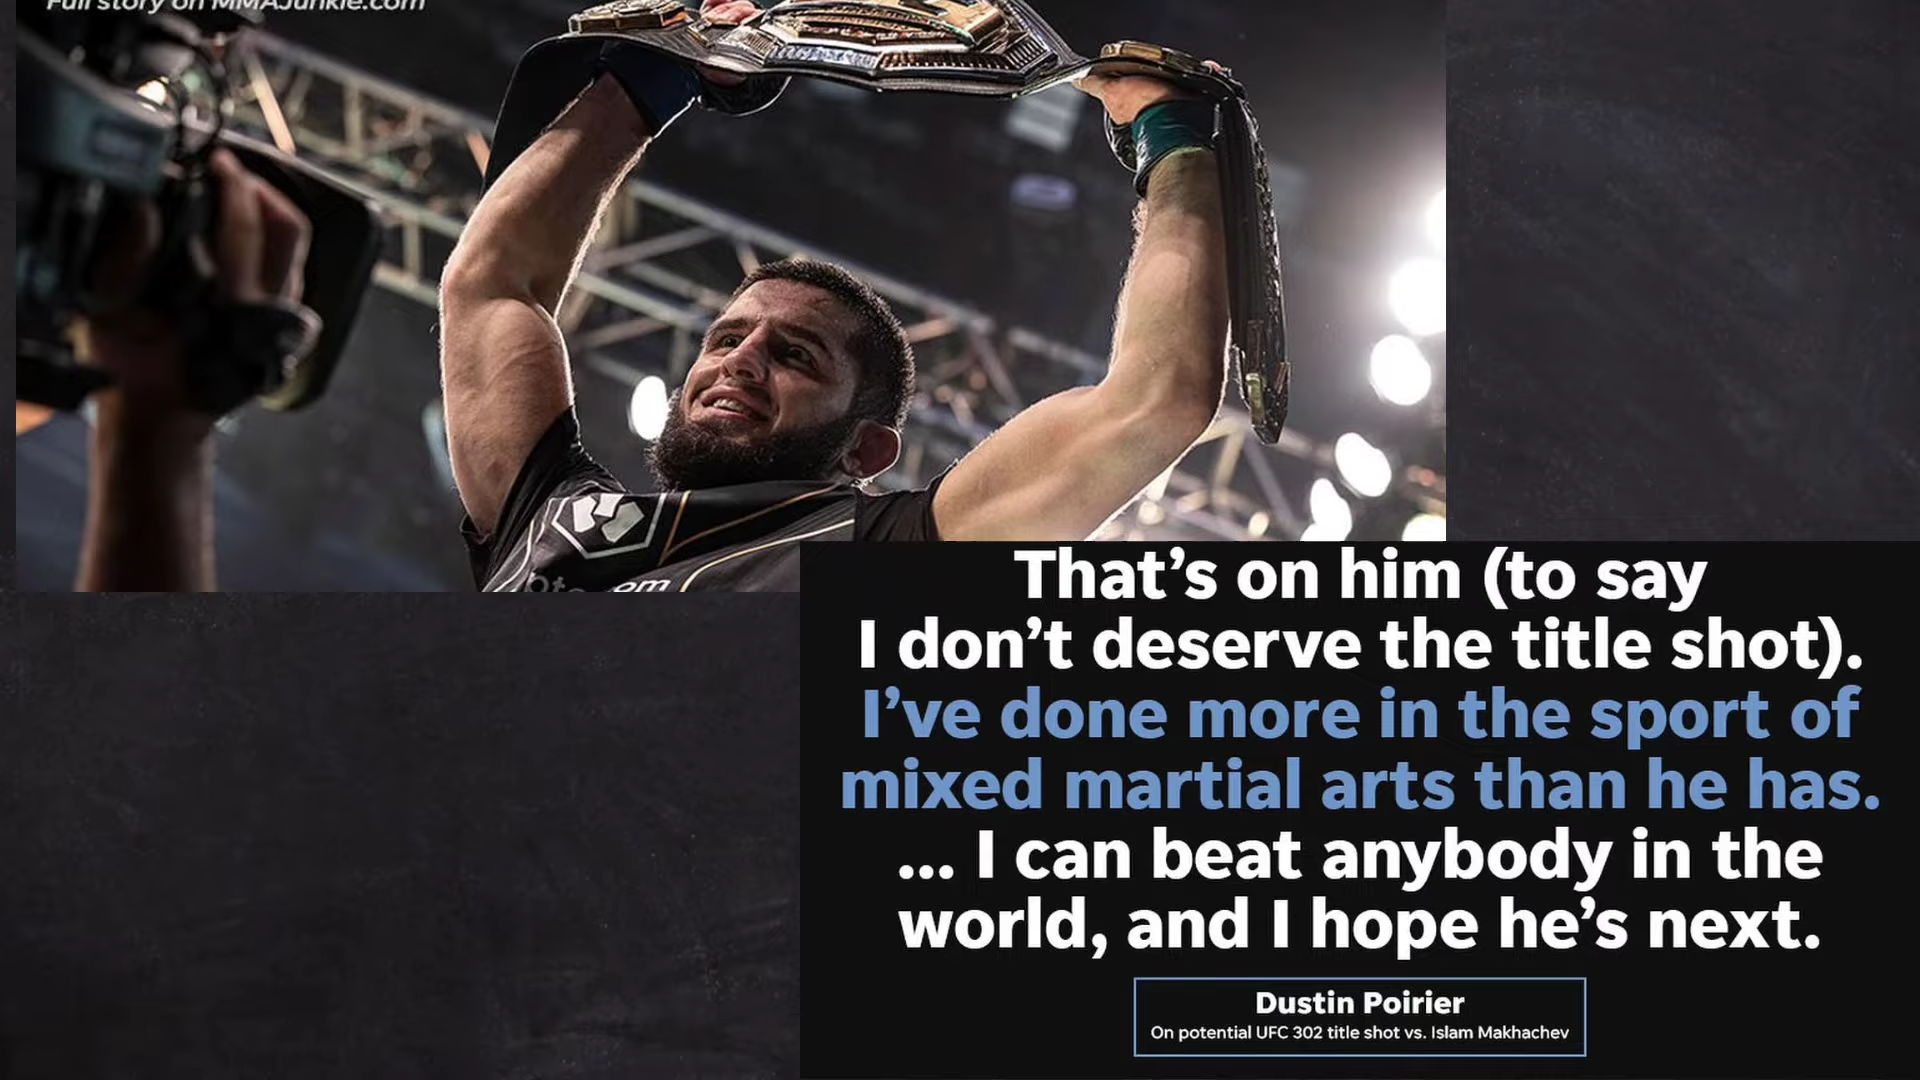 Full story on MMAJunkie.com
That’s on him (to say
I don’t deserve the title shot).
I’ve done more in the sport of
mixed martial arts than he has.
... I can beat anybody in the
world, and I hope he’s next.
Dustin Poirier
On potential UFC 302 title shot vs. Islam Makhachev